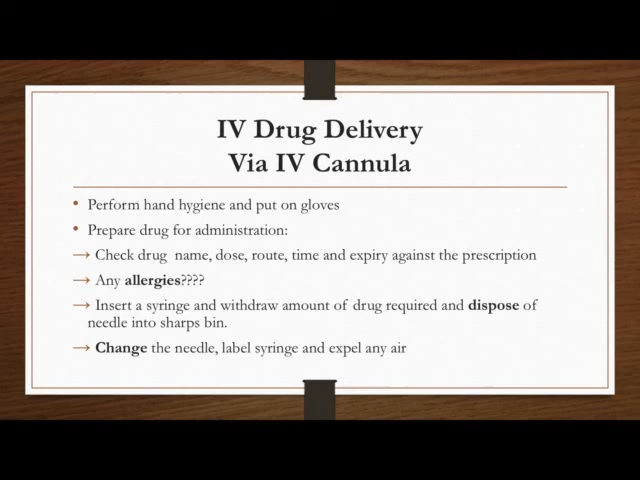 IV Drug Delivery
Via IV Cannula
• Perform hand hygiene and put on gloves
• Prepare drug for administration:
→ Check drug name, dose, route, time and expiry against the prescription
→ Any allergies????
→ Insert a syringe and withdraw amount of drug required and dispose of
needle into sharps bin.
→ Change the needle, label syringe and expel any air